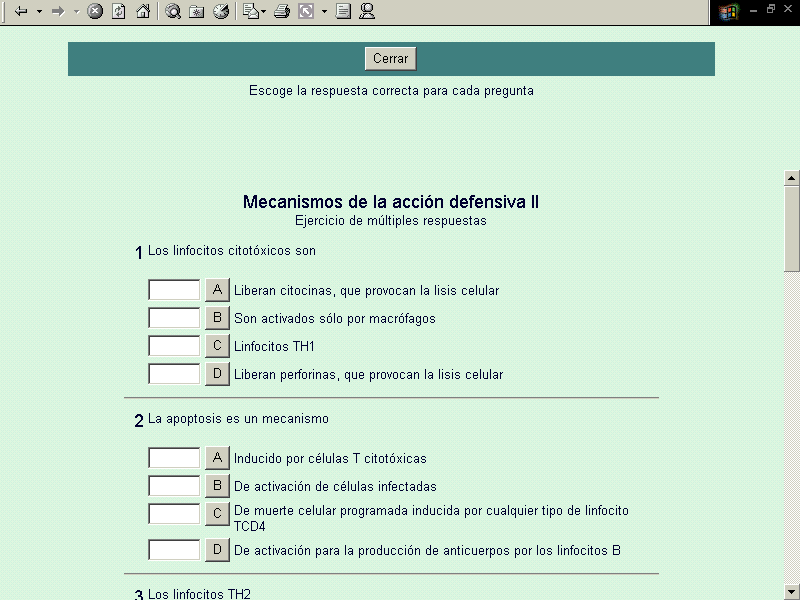 Cerrar
Escoge la respuesta correcta para cada pregunta
Mecanismos de la acción defensiva II
Ejercicio de múltiples respuestas
1 Los linfocitos citotóxicos son
A Liberan citocinas, que provocan la lisis celular
B Son activados sólo por macrófagos
C Linfocitos TH1
D Liberan perforinas, que provocan la lisis celular
2 La apoptosis es un mecanismo
A Inducido por células T citotóxicas
B De activación de células infectadas
C De muerte celular programada inducida por cualquier tipo de linfocito
TCD4
D De activación para la producción de anticuerpos por los linfocitos B
3 Los linfocitos TH2